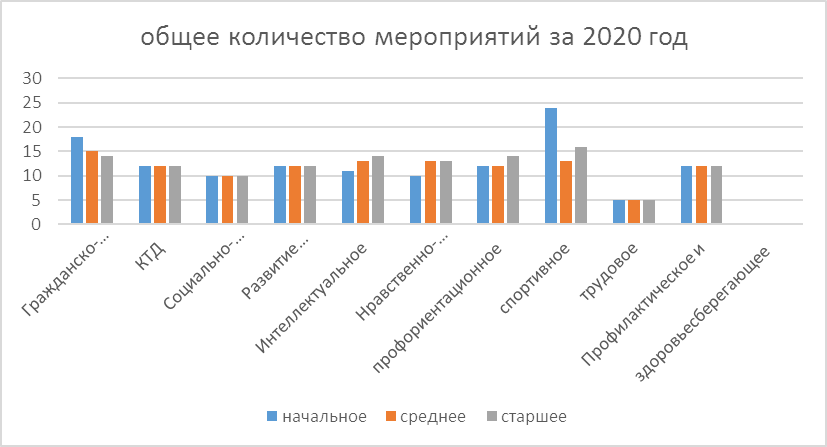 общее количество мероприятий за 2020 год
30
25
20
15
10
5
0
Гражданско-...
КТД
Социально-...
Развитие...
Интеллектуальное
Нравственно-...
профориентационное
спортивное
трудовое
Профилактическое и
здоровьесберегающее
начальное среднее старшее